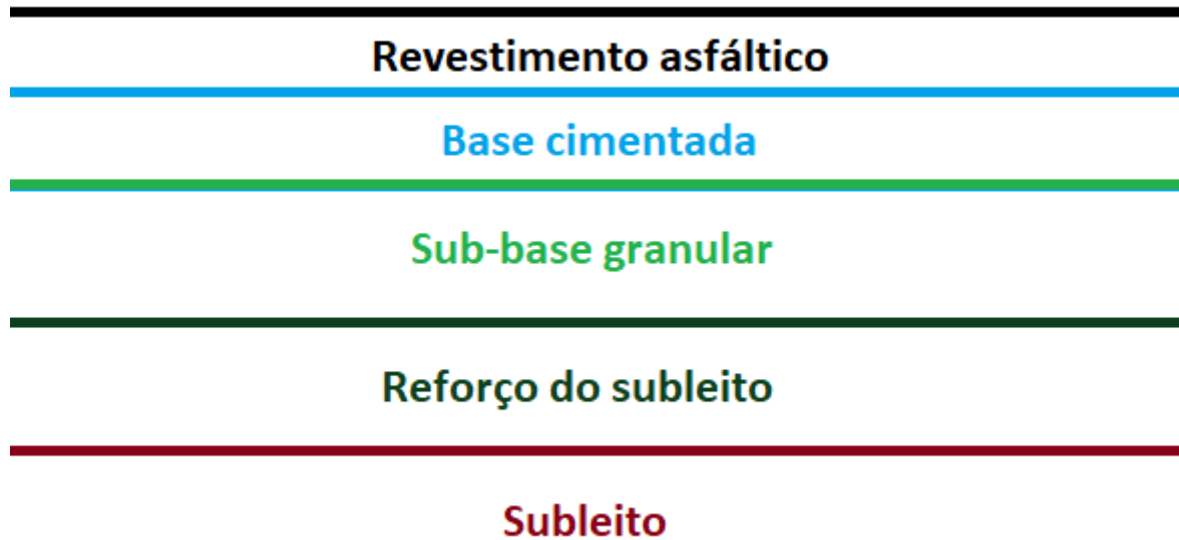 Revestimento asfáltico
Base cimentada
Sub-base granular
Reforço do subleito
Subleito